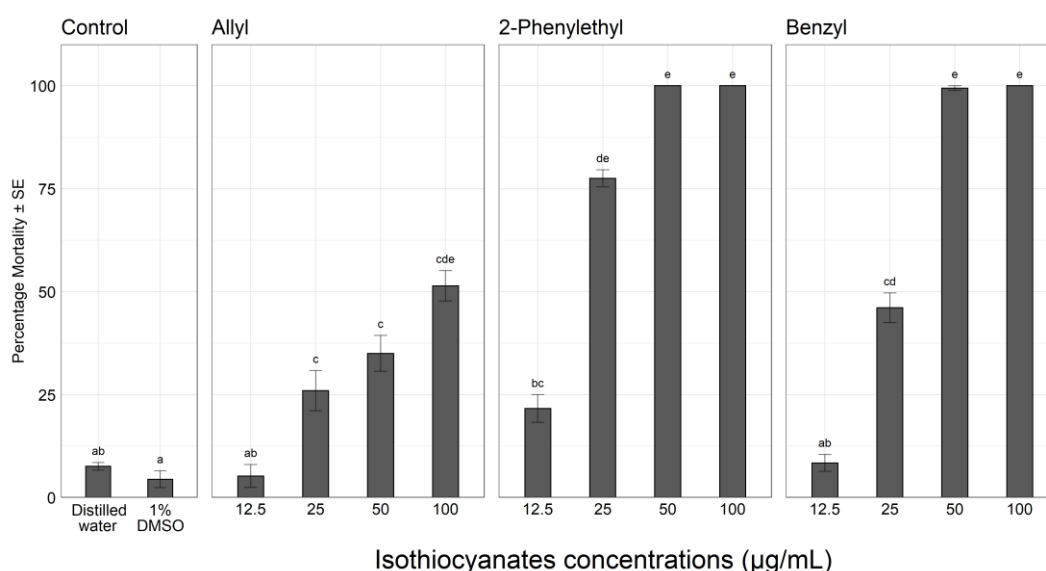 Control
Allyl
2-Phenylethyl
Benzyl
Percentage Mortality ± SE
100
75
50
25
0
ab
a
ab
c
c
cde
bc
de
e
e
ab
cd
e
e
Distilled
water
1%
DMSO
12.5 25 50 100
12.5 25 50 100
12.5 25 50 100
Isothiocyanates concentrations (µg/mL)